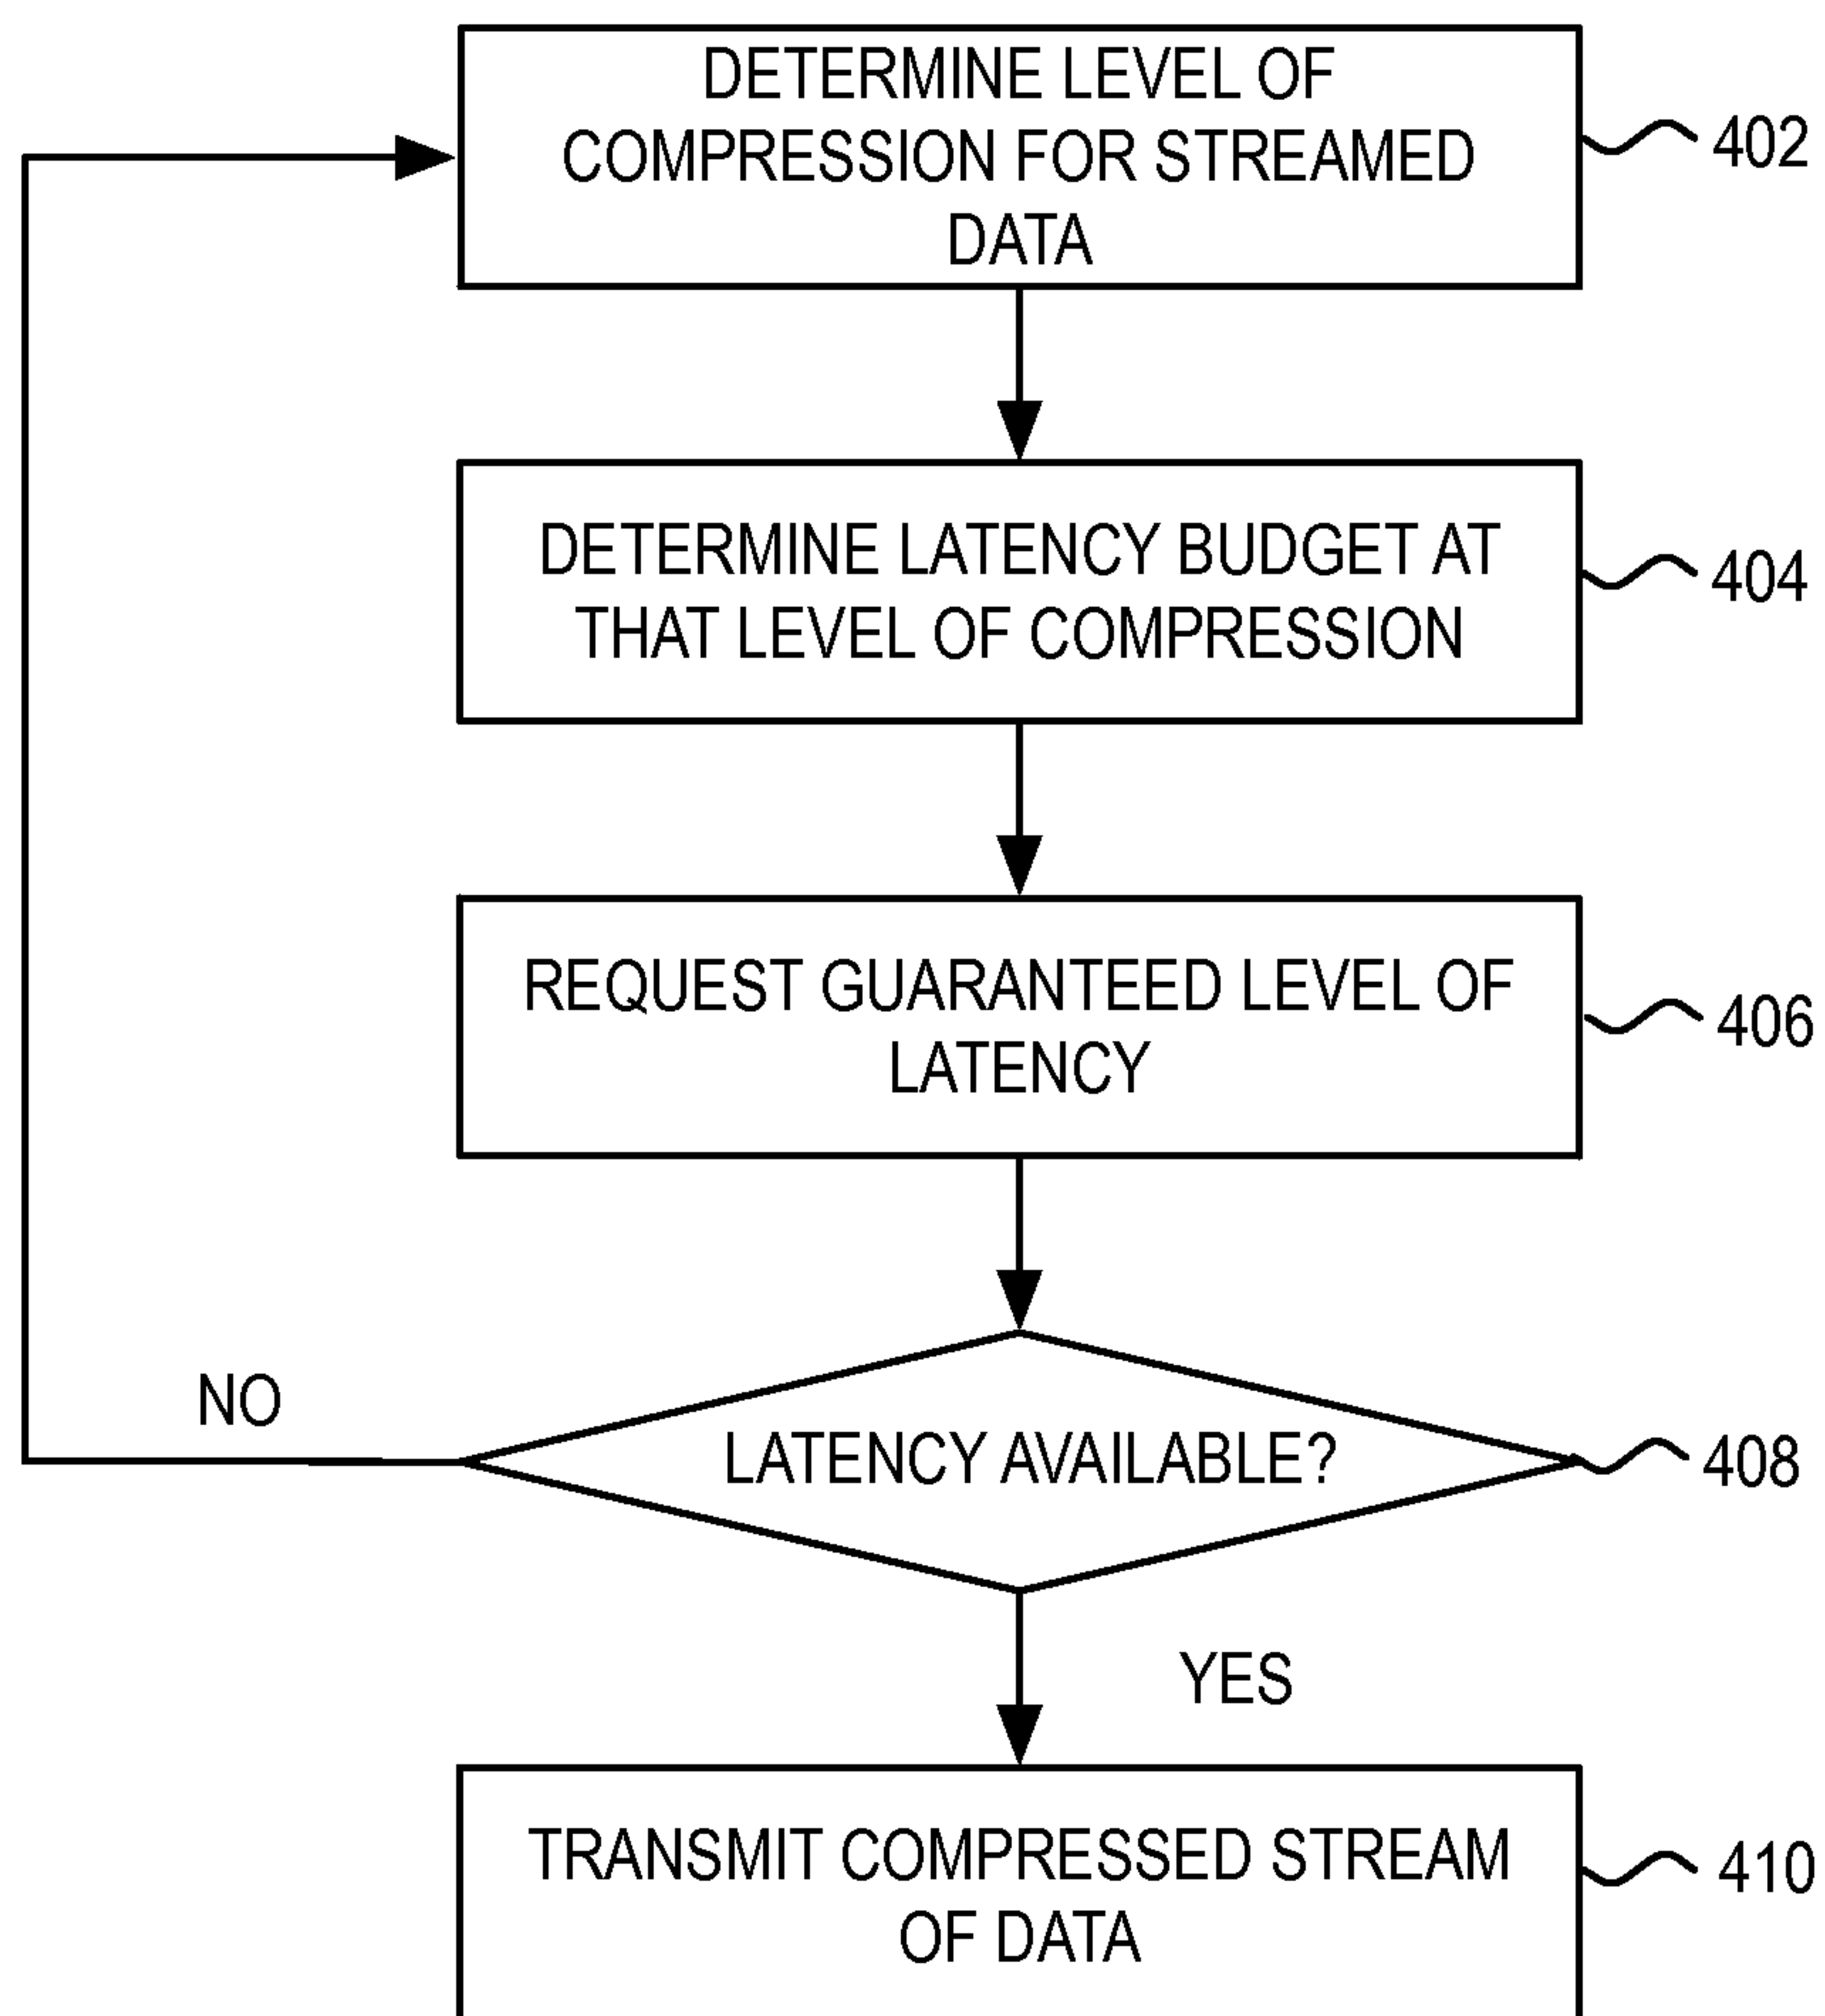 DETERMINE LEVEL OF
COMPRESSION FOR STREAMED
DATA
402
DETERMINE LATENCY BUDGET AT
THAT LEVEL OF COMPRESSION
404
REQUEST GUARANTEED LEVEL OF
LATENCY
406
NO
LATENCY AVAILABLE?
408
YES
TRANSMIT COMPRESSED STREAM
OF DATA
410